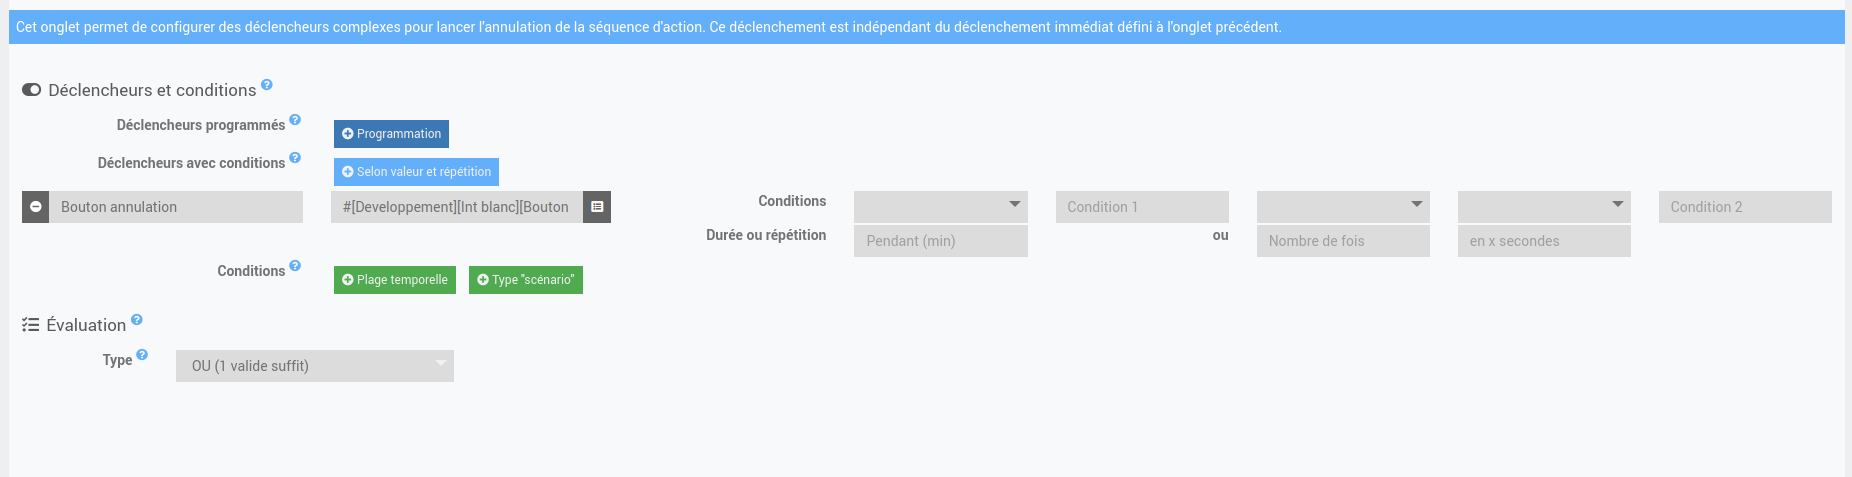 Cet onglet permet de configurer des déclencheurs complexes pour lancer l'annulation de la séquence d'action. Ce déclenchement est indépendant du déclenchement immédiat défini à l'onglet précédent.
Déclencheurs et conditions ?
Déclencheurs programmés ? Programmation
Déclencheurs avec conditions ? Selon valeur et répétition
Bouton annulation #[Developpement][Int blanc][Bouton Conditions Condition 1 Condition 2
Durée ou répétition Pendant (min) ou Nombre de fois en x secondes
Conditions ? Plage temporelle Type "scénario"
Évaluation ?
Type ? OU (1 valide suffit)